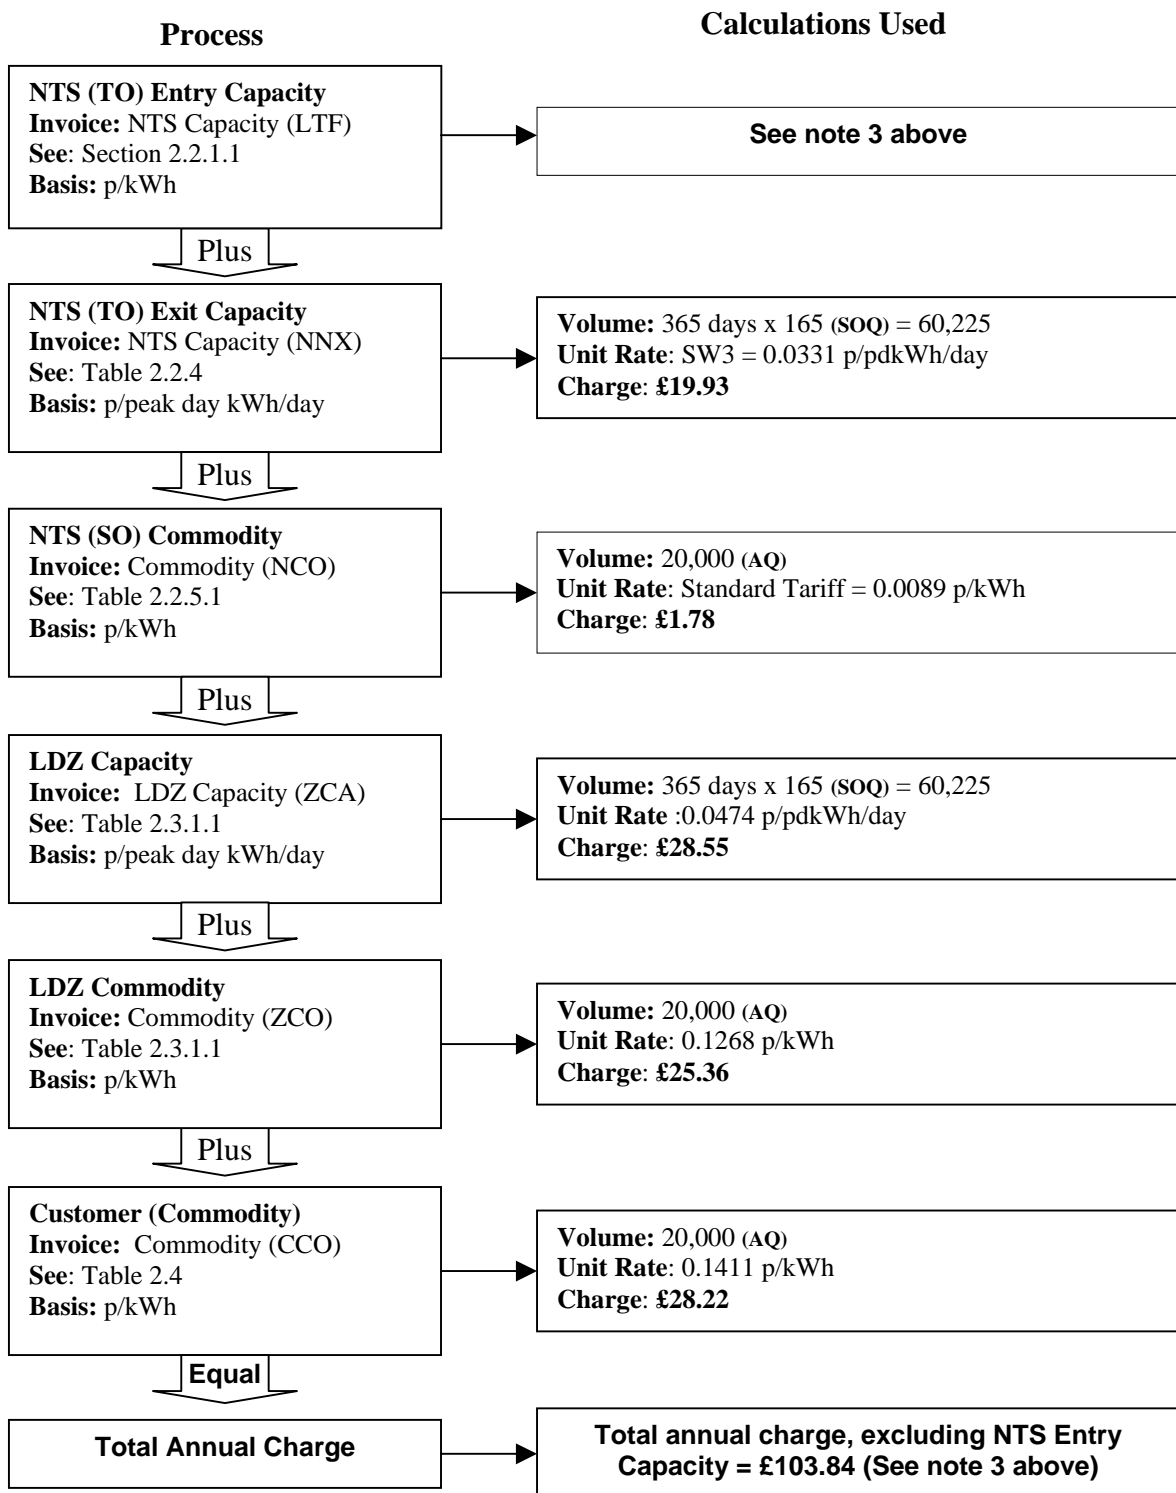 Process
Calculations Used
NTS (TO) Entry Capacity
Invoice: NTS Capacity (LTF)
See: Section 2.2.1.1
Basis: p/kWh
See note 3 above
Plus
NTS (TO) Exit Capacity
Invoice: NTS Capacity (NNX)
See: Table 2.2.4
Basis: p/peak day kWh/day
Volume: 365 days x 165 (SOQ) = 60,225
Unit Rate: SW3 = 0.0331 p/pdkWh/day
Charge: £19.93
Plus
NTS (SO) Commodity
Invoice: Commodity (NCO)
See: Table 2.2.5.1
Basis: p/kWh
Volume: 20,000 (AQ)
Unit Rate: Standard Tariff = 0.0089 p/kWh
Charge: £1.78
Plus
LDZ Capacity
Invoice: LDZ Capacity (ZCA)
See: Table 2.3.1.1
Basis: p/peak day kWh/day
Volume: 365 days x 165 (SOQ) = 60,225
Unit Rate :0.0474 p/pdkWh/day
Charge: £28.55
Plus
LDZ Commodity
Invoice: Commodity (ZCO)
See: Table 2.3.1.1
Basis: p/kWh
Volume: 20,000 (AQ)
Unit Rate: 0.1268 p/kWh
Charge: £25.36
Plus
Customer (Commodity)
Invoice: Commodity (CCO)
See: Table 2.4
Basis: p/kWh
Volume: 20,000 (AQ)
Unit Rate: 0.1411 p/kWh
Charge: £28.22
Equal
Total Annual Charge
Total annual charge, excluding NTS Entry
Capacity = £103.84 (See note 3 above)